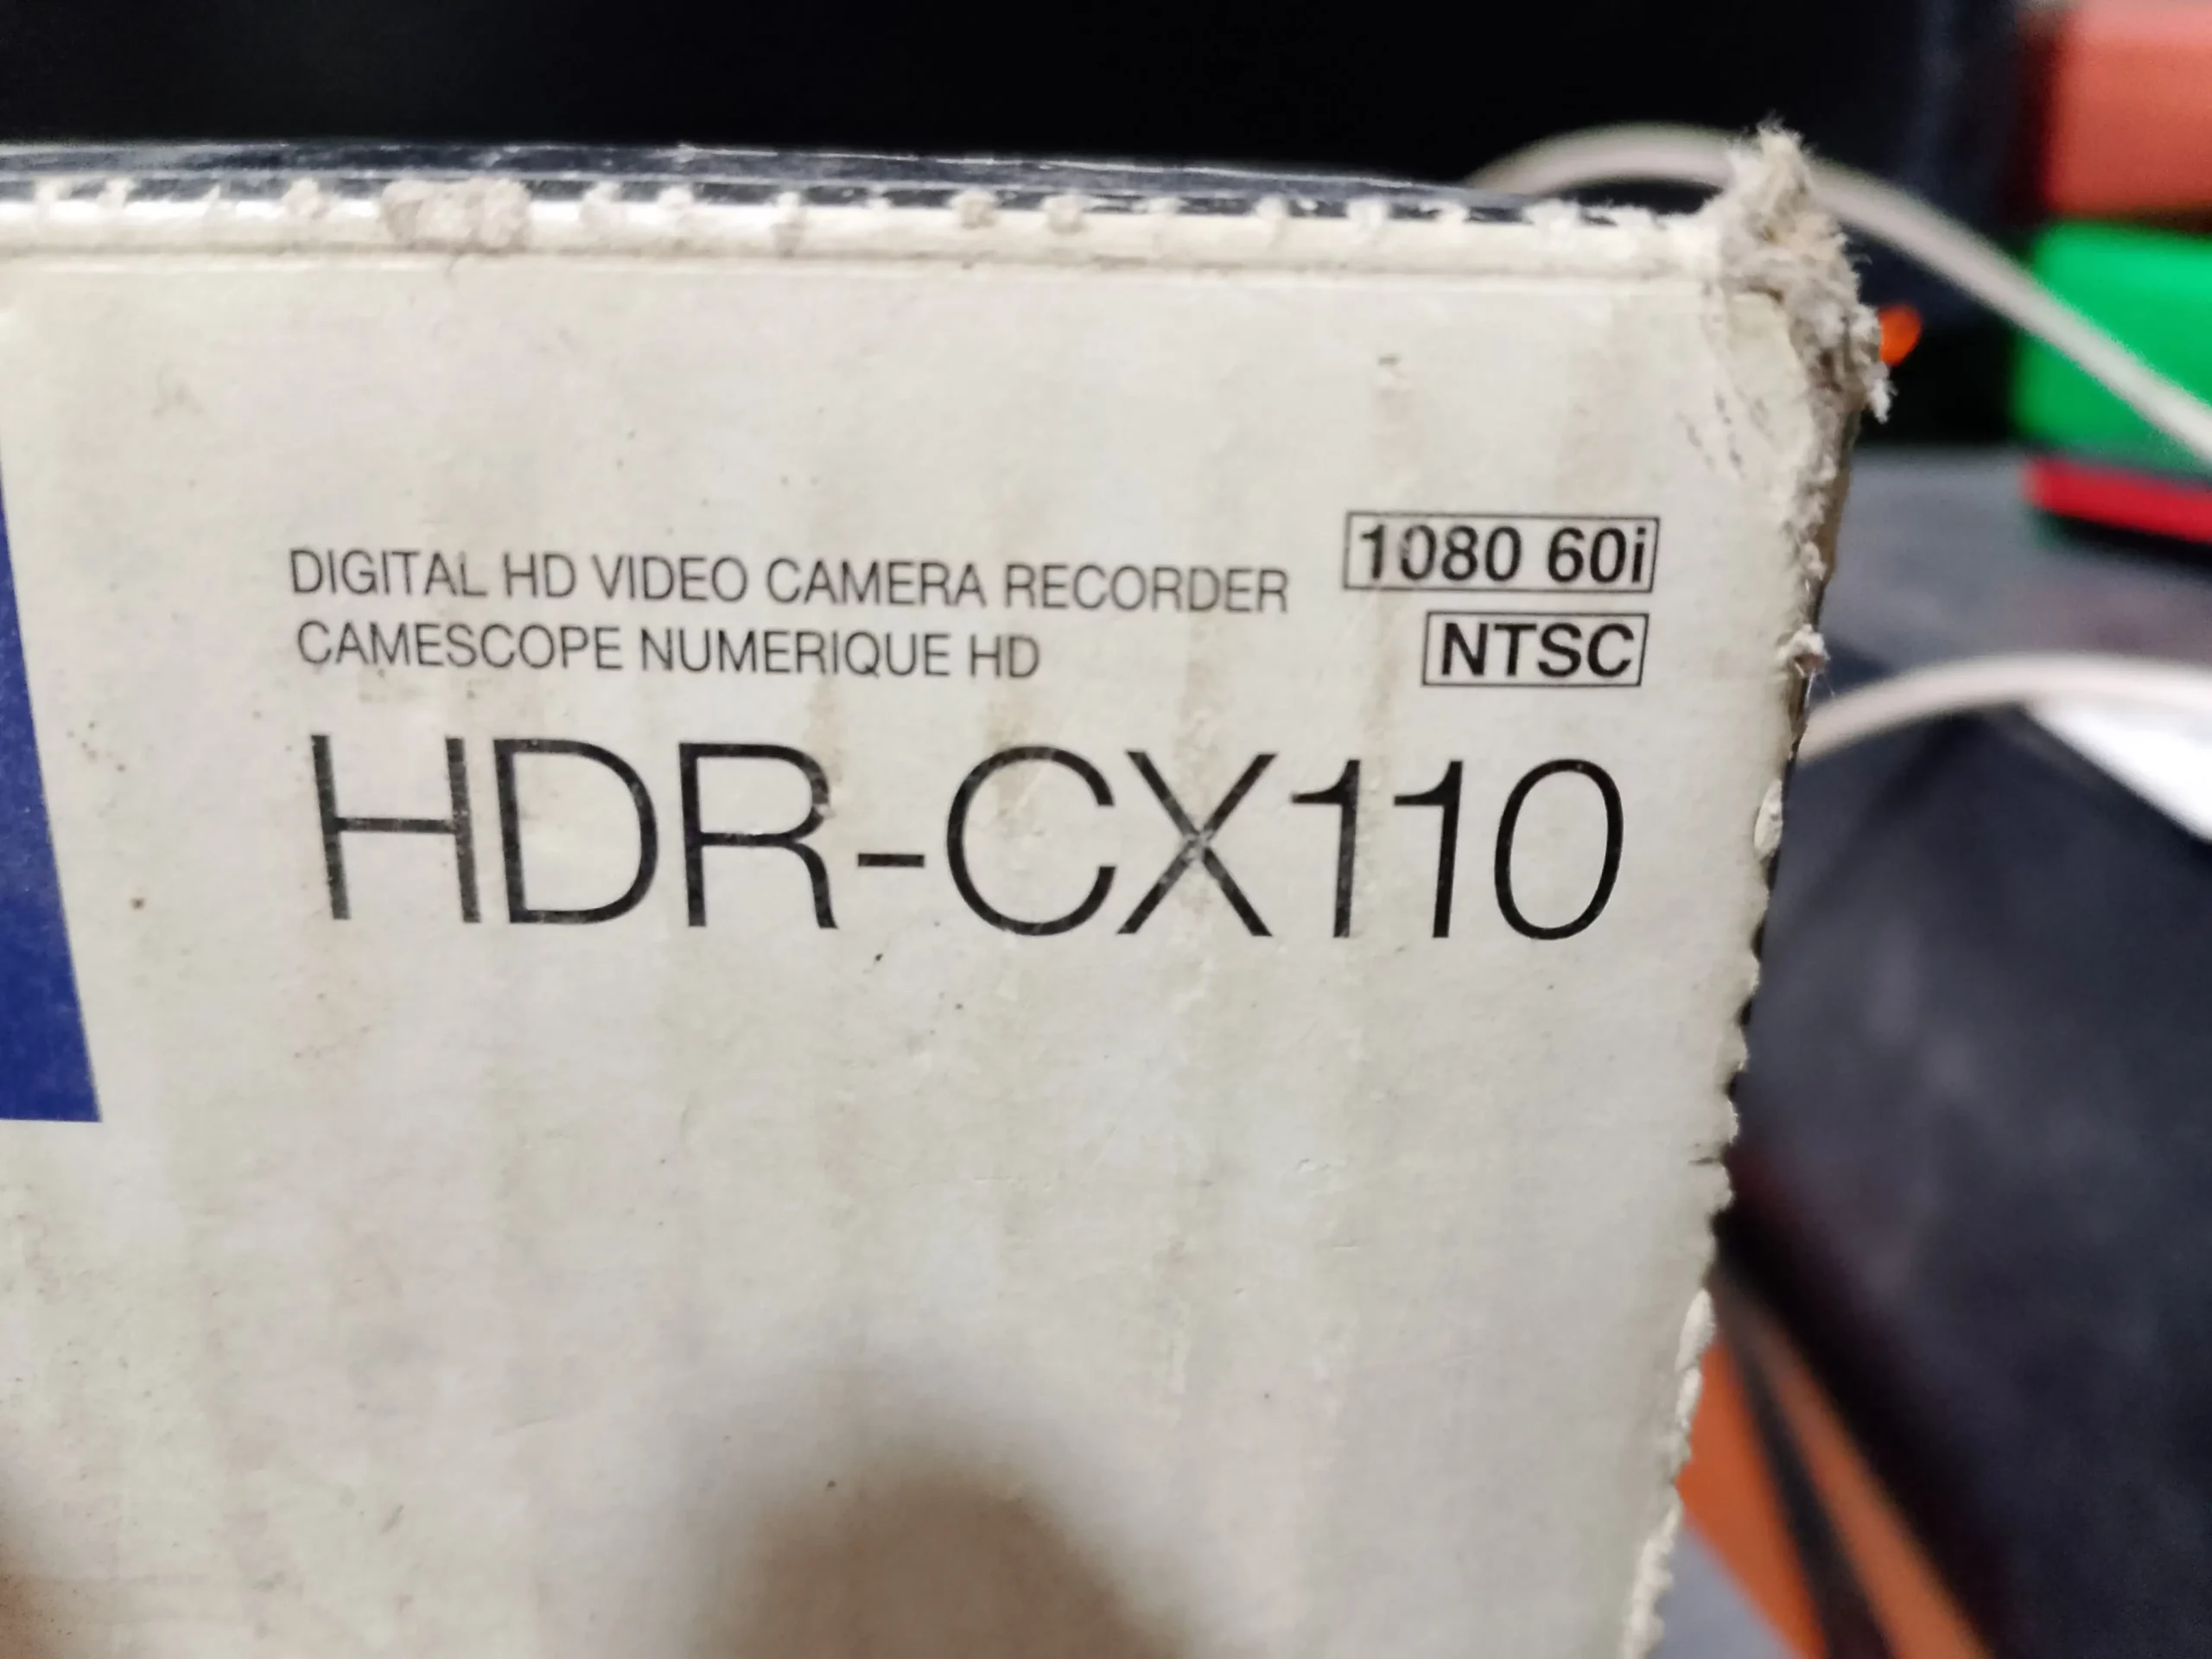 DIGITAL HD VIDEO CAMERA RECORDER
CAMESCOPE NUMERIQUE HD
1080 60i
NTSC
HDR-CX110